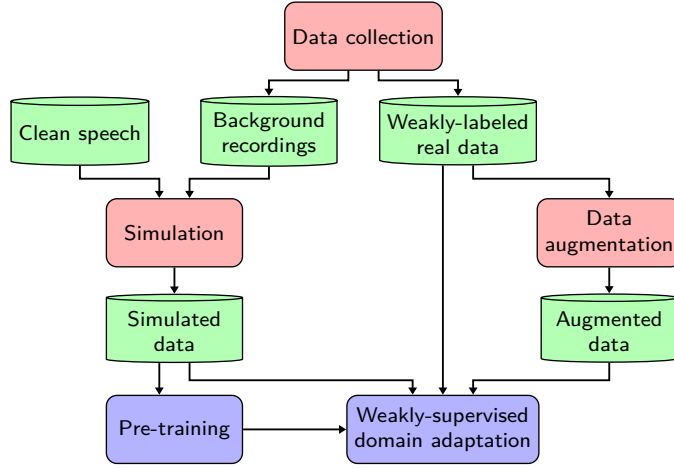 Data collection
Clean speech
Background
recordings
Weakly-labeled
real data
Simulation
Data
augmentation
Simulated
data
Augmented
data
Pre-training
Weakly-supervised
domain adaptation